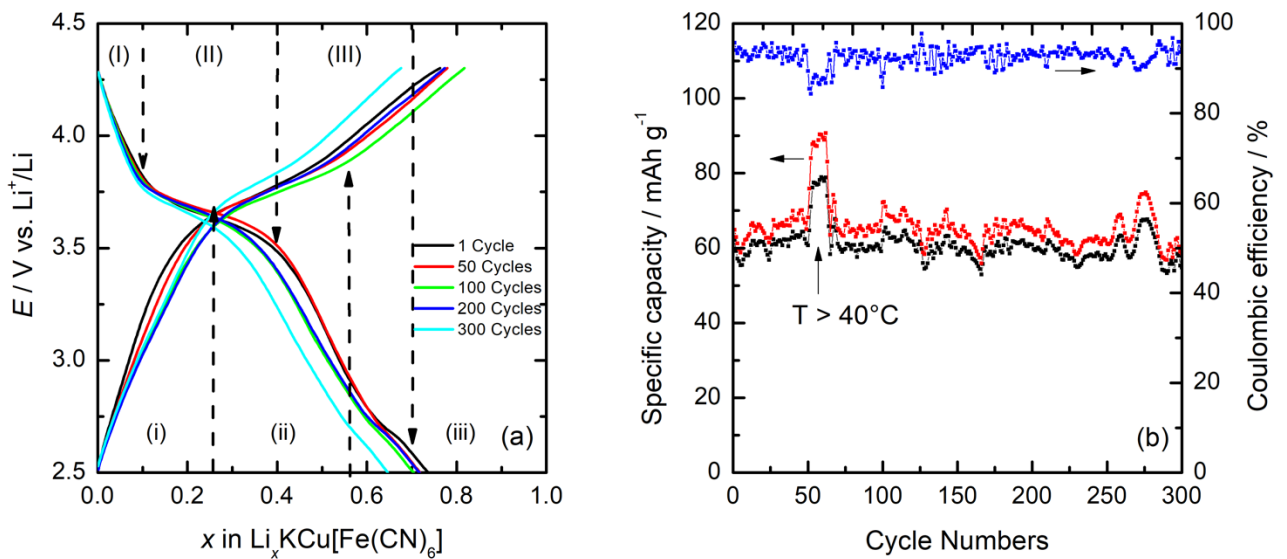 4.5
4.0
3.5
3.0
2.5
E / V vs. Li⁺/Li
(I)
(II)
(III)
1 Cycle
50 Cycles
100 Cycles
200 Cycles
300 Cycles
(i)
(ii)
(iii)
(a)
0.0 0.2 0.4 0.6 0.8 1.0
x in LiₓKCu[Fe(CN)₆]
120
100
80
60
40
20
0
Specific capacity / mAh g⁻¹
T > 40°C
(b)
0 50 100 150 200 250 300
Cycle Numbers
100
80
60
40
20
0
Coulombic efficiency / %